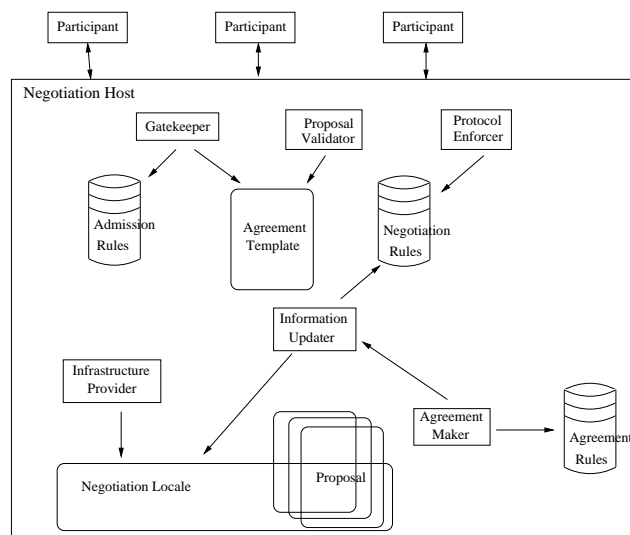 Participant
Participant
Participant
Negotiation Host
Gatekeeper
Proposal
Validator
Protocol
Enforcer
Admission
Rules
Agreement
Template
Negotiation
Rules
Information
Updater
Infrastructure
Provider
Agreement
Maker
Agreement
Rules
Negotiation Locale
Proposal